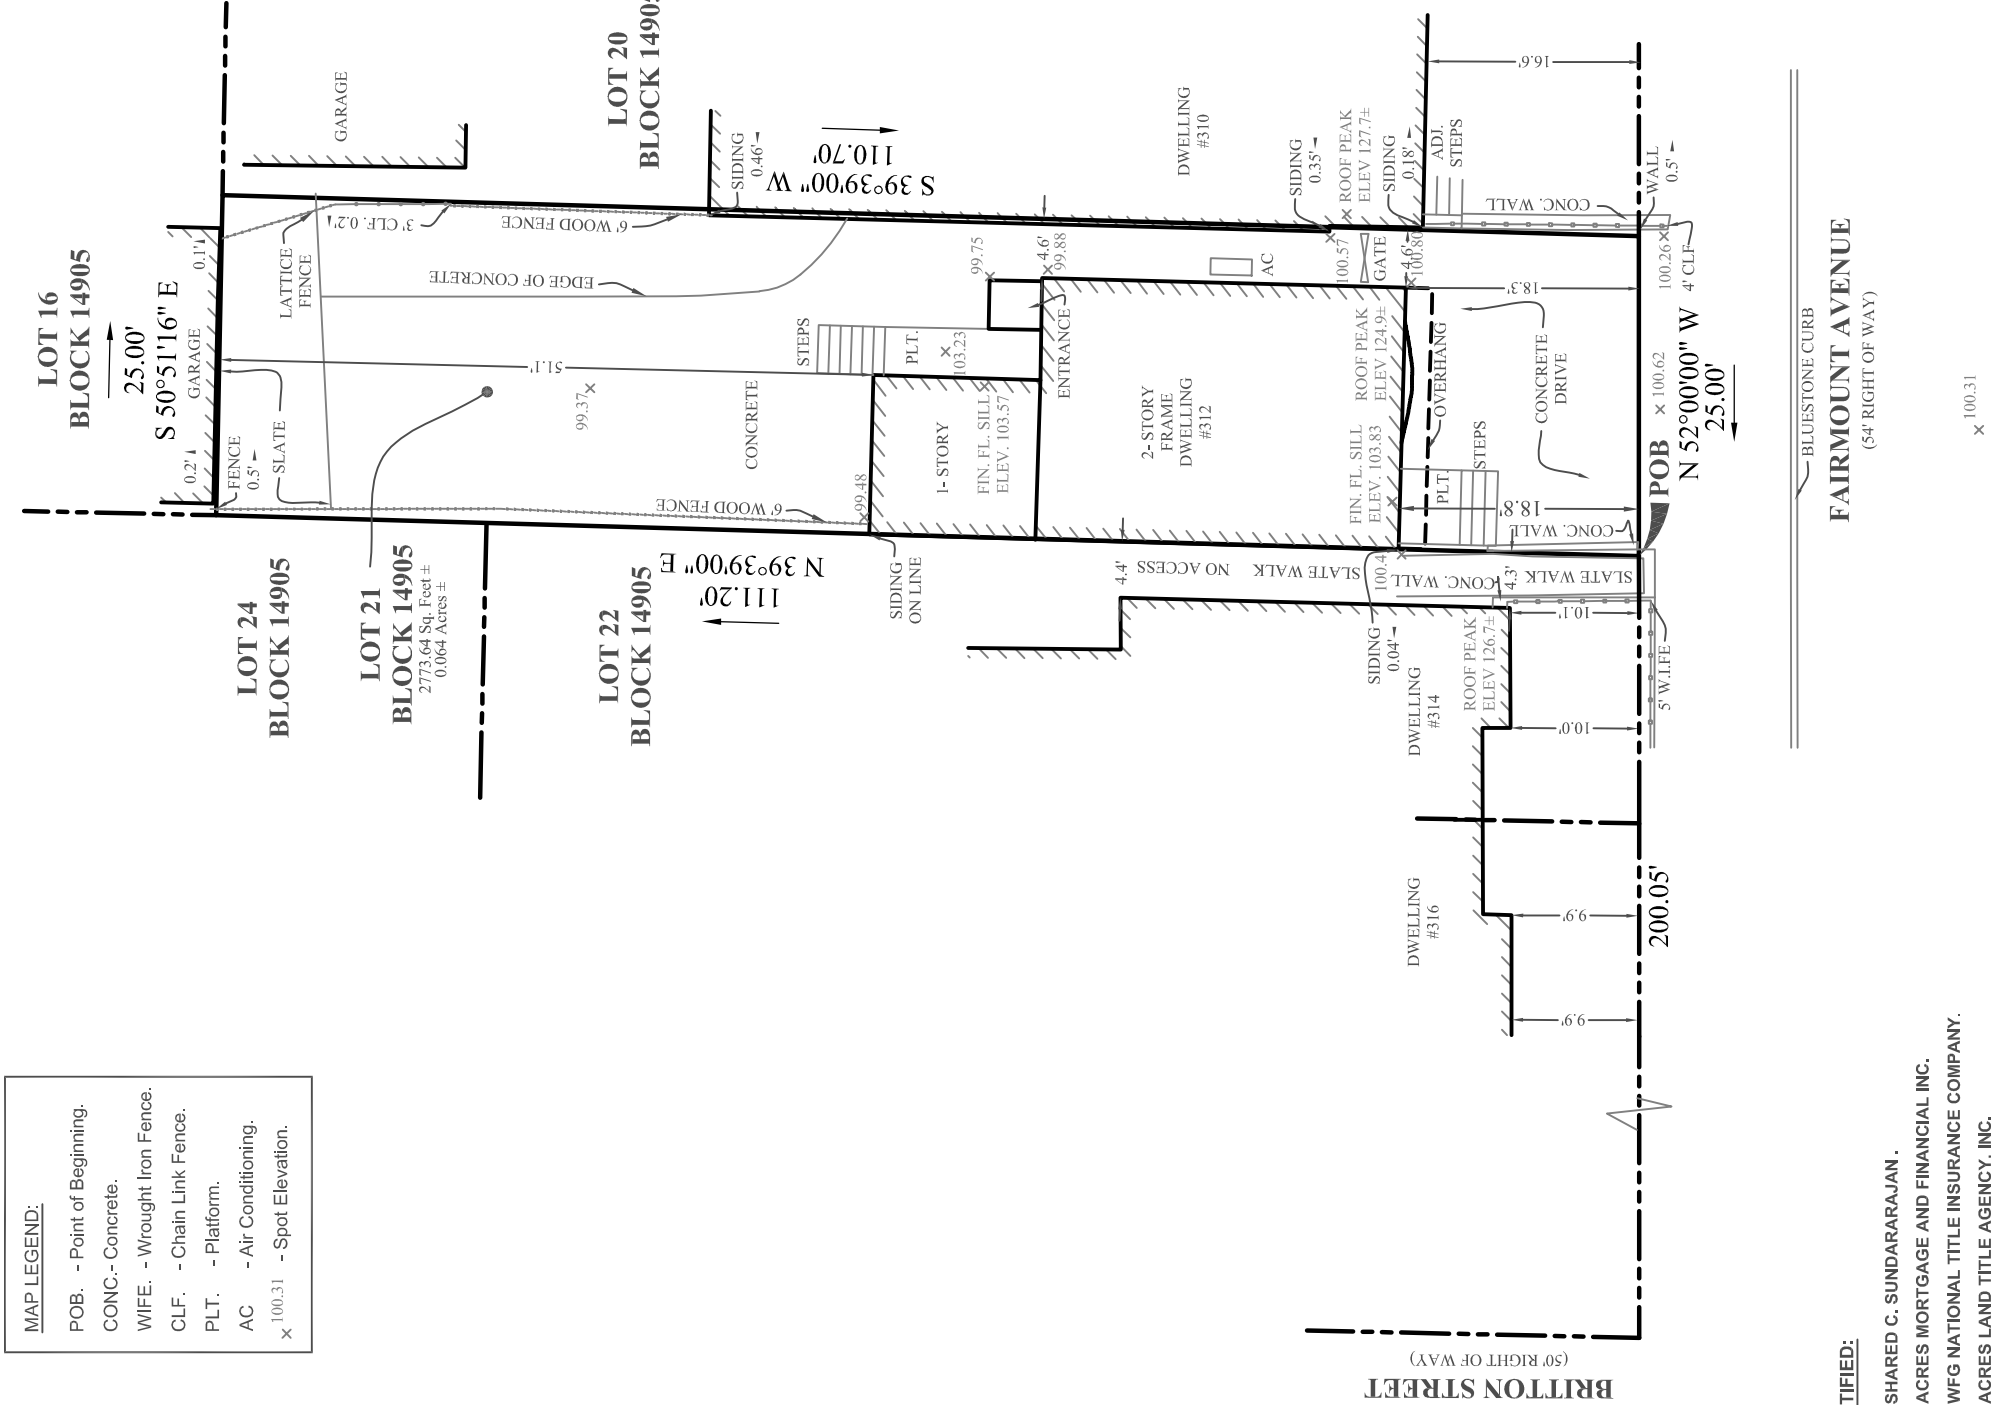 MAP LEGEND:
POB. - Point of Beginning.
CONC.- Concrete.
WIFE. - Wrought Iron Fence.
CLF. - Chain Link Fence.
PLT. - Platform.
AC - Air Conditioning.
× 100.31 - Spot Elevation.
LOT 16
BLOCK 14905
25.00'
S 50°51'16" E
GARAGE
0.2'
0.1'
FENCE
0.5'
SLATE
LATTICE
FENCE
3' CLF. 0.2'
6' WOOD FENCE
GARAGE
LOT 20
BLOCK 1490
SIDING
0.46'
S 39°39'00" W
110.70'
EDGE OF CONCRETE
51.1'
99.37
CONCRETE
6' WOOD FENCE
99.48
STEPS
PLT.
103.23
99.75
4.6'
99.88
ENTRANCE
1- STORY
FIN. FL. SILL
ELEV. 103.57
2- STORY
FRAME
DWELLING
#312
AC
DWELLING
#310
SIDING
0.35'
ROOF PEAK
ELEV 127.7±
SIDING
0.18'
ADJ.
STEPS
16.6'
CONC. WALL
WALL
0.5'
100.57
GATE
4.6'
100.80
100.26
4' CLF
18.3'
ROOF PEAK
ELEV 124.9±
OVERHANG
FIN. FL. SILL
ELEV. 103.83
PLT.
STEPS
CONCRETE
DRIVE
18.8'
CONC. WALL
POB
100.62
N 52°00'00" W
25.00'
LOT 24
BLOCK 14905
LOT 21
BLOCK 14905
2773.64 Sq. Feet ±
0.064 Acres ±
LOT 22
BLOCK 14905
N 39°39'00" E
111.20'
SIDING
ON LINE
4.4'
NO ACCESS
SLATE WALK
100.4
CONC. WALL
4.3'
SLATE WALK
SIDING
0.04'
DWELLING
#314
ROOF PEAK
ELEV 126.7±
10.1'
10.0'
5' W.I.FE
DWELLING
#316
9.9'
9.9'
200.05'
BLUESTONE CURB
FAIRMOUNT AVENUE
(54' RIGHT OF WAY)
× 100.31
BRITTON STREET
(50' RIGHT OF WAY)
TIFIED:
SHARED C. SUNDARARAJAN.
ACRES MORTGAGE AND FINANCIAL INC.
WFG NATIONAL TITLE INSURANCE COMPANY.
ACRES LAND TITLE AGENCY, INC.